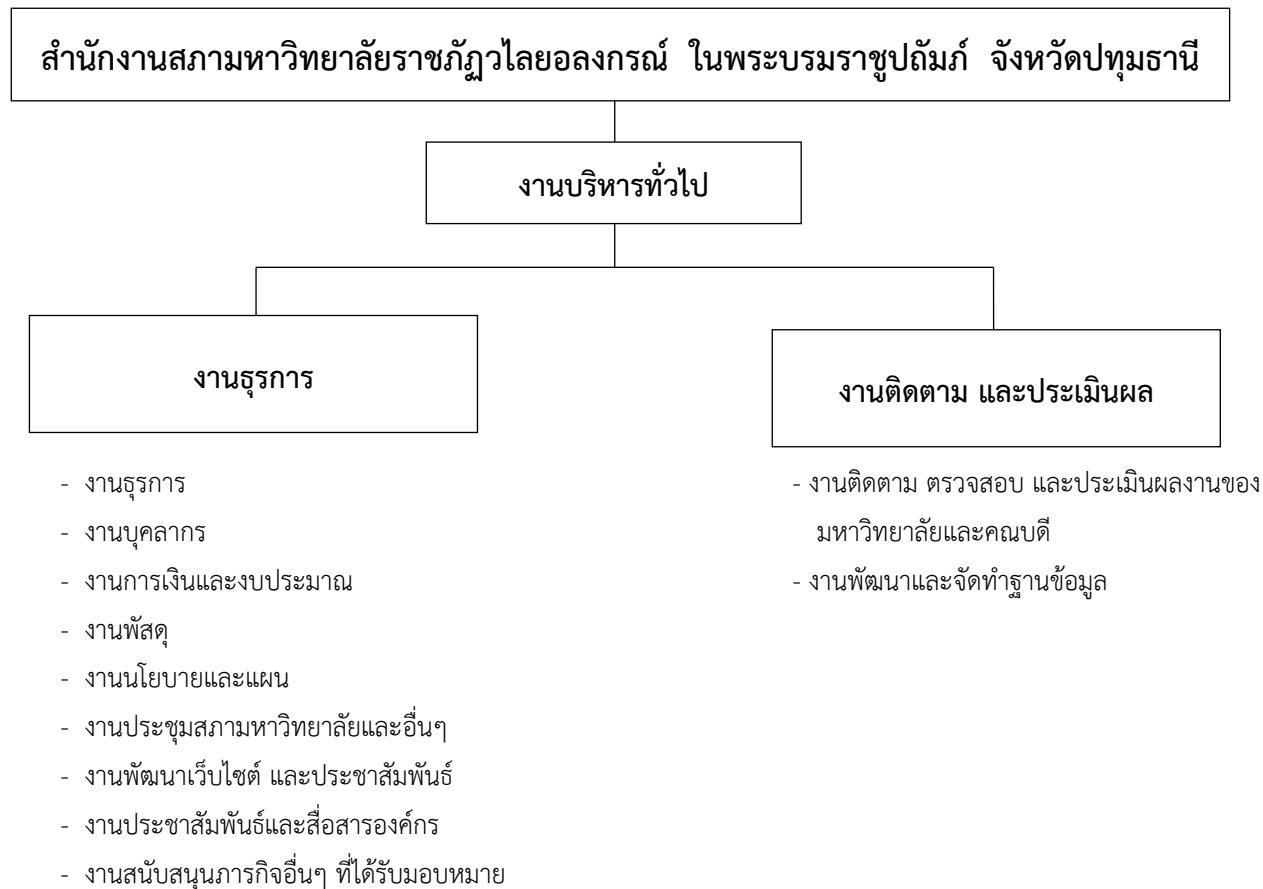 สำนักงานสภามหาวิทยาลัยราชภัฏวไลยอลงกรณ์ ในพระบรมราชูปถัมภ์ จังหวัดปทุมธานี
งานบริหารทั่วไป
งานธุรการ
- งานธุรการ
- งานบุคลากร
- งานการเงินและงบประมาณ
- งานพัสดุ
- งานนโยบายและแผน
- งานประชุมสภามหาวิทยาลัยและอื่นๆ
- งานพัฒนาเว็บไซต์ และประชาสัมพันธ์
- งานประชาสัมพันธ์และสื่อสารองค์กร
- งานสนับสนุนภารกิจอื่นๆ ที่ได้รับมอบหมาย
งานติดตาม และประเมินผล
- งานติดตาม ตรวจสอบ และประเมินผลงานของ
มหาวิทยาลัยและคณบดี
- งานพัฒนาและจัดทำฐานข้อมูล